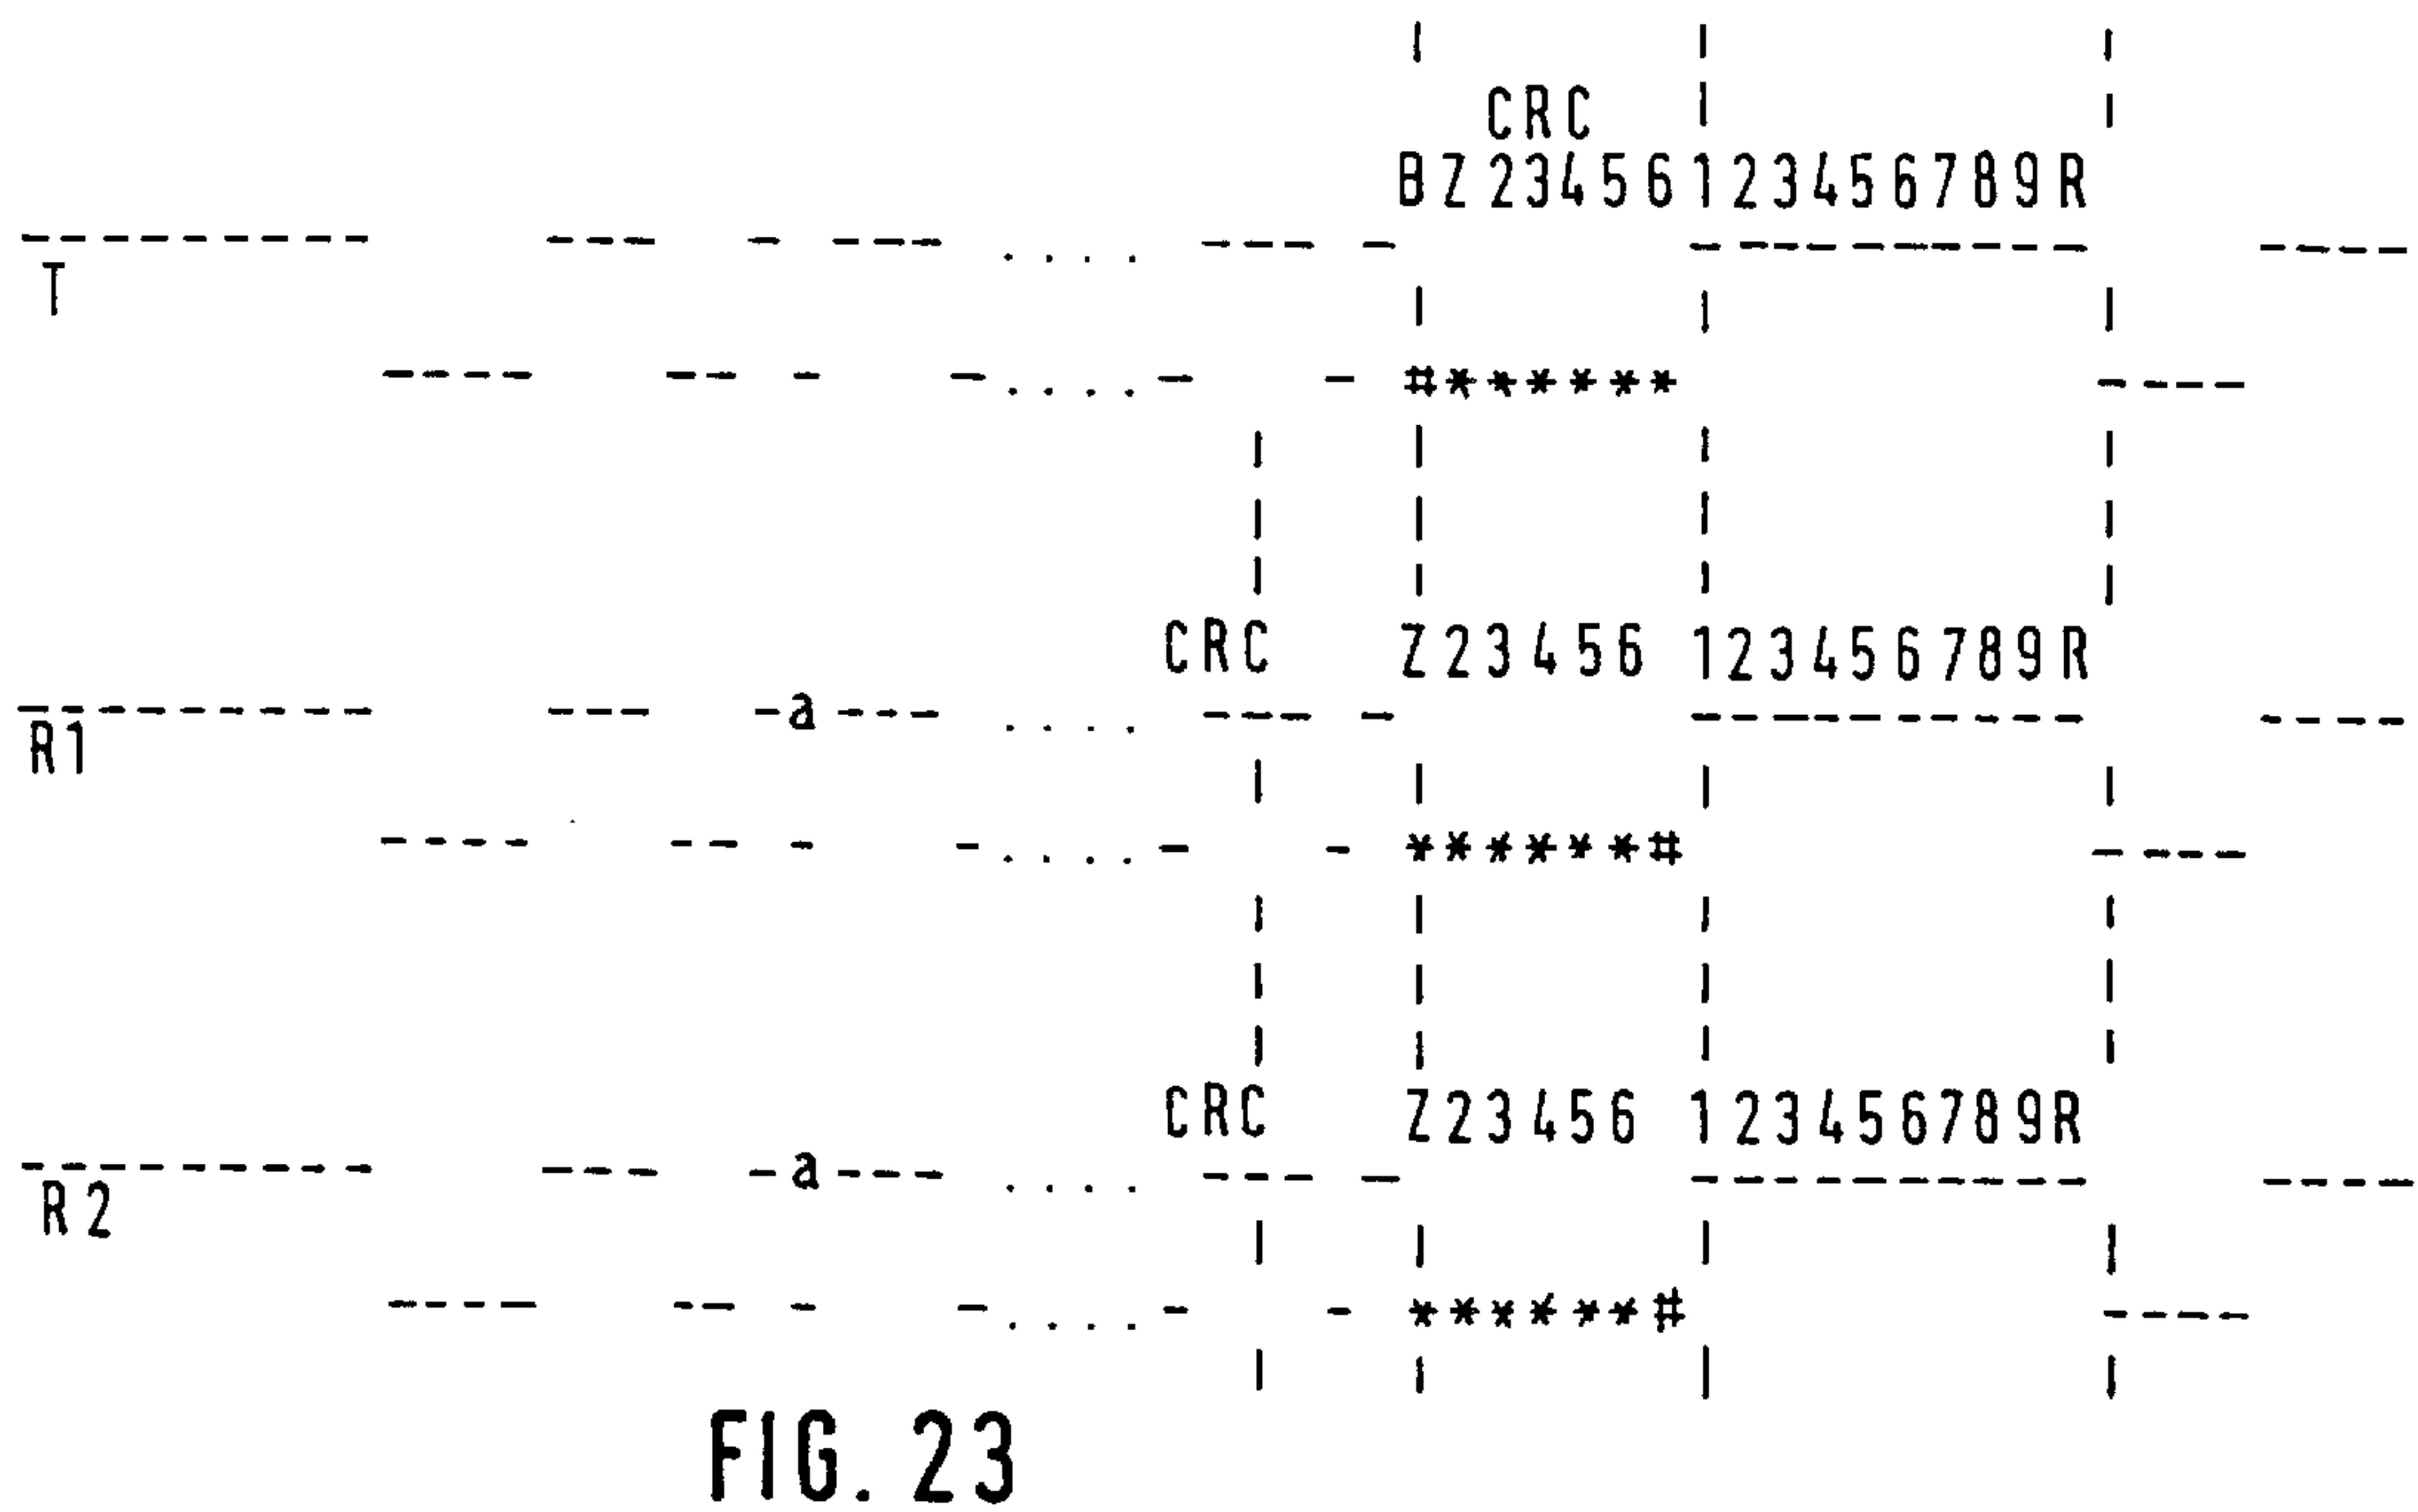 CRC
BZ23456123456789R
T
#******
CRC Z23456 123456789R
a
R1
******#
CRC Z23456 123456789R
a
R2
******#
FIG. 23